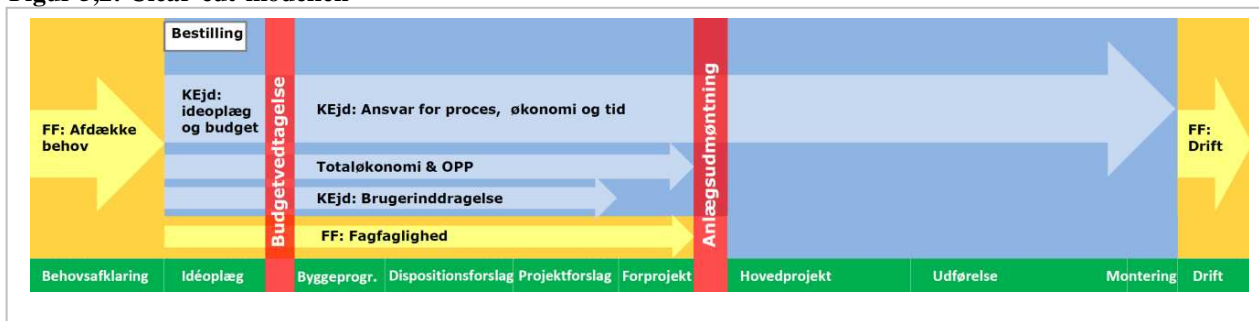 Figur 3,2: Clear-cut-modellen
Bestilling
FF: Afdække
behov
KEjd:
ideoplæg
og budget
Budgetvedtagelse
KEjd: Ansvar for proces, økonomi og tid
Totaløkonomi & OPP
KEjd: Brugerinddragelse
FF: Fagfaglighed
Anlægsudmøntning
FF:
Drift
Behovsafklaring Idéoplæg Byggeprogr. Dispositionsforslag Projektforslag Forprojekt Hovedprojekt Udførelse Montering Drift